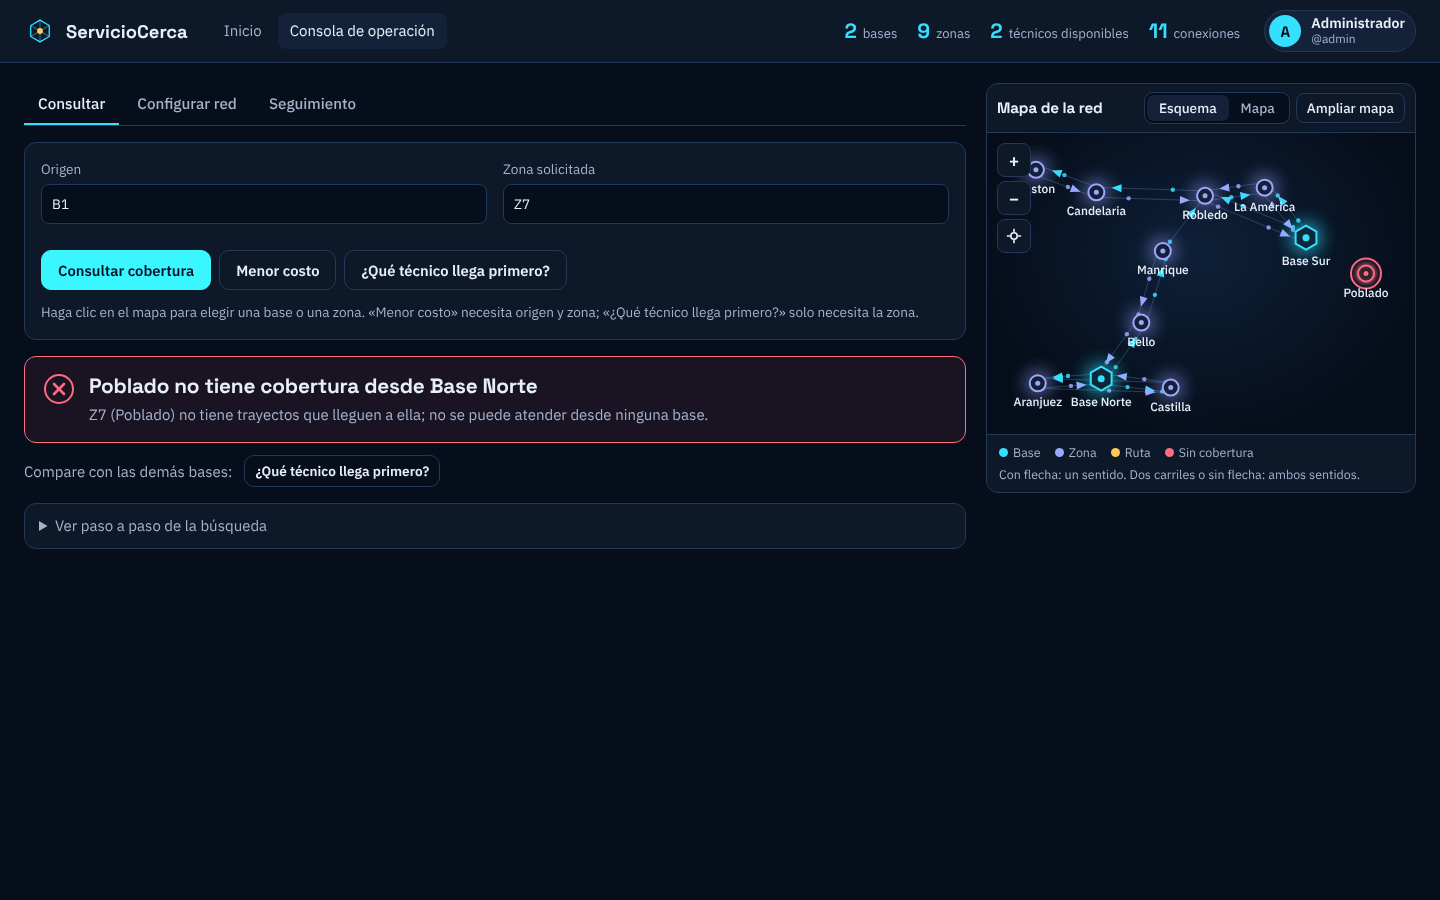 ServicioCerca
Inicio
Consola de operación
2 bases
9 zonas
2 técnicos disponibles
11 conexiones
A
Administrador
@admin
Consultar
Configurar red
Seguimiento
Origen
Zona solicitada
B1
Z7
Consultar cobertura
Menor costo
¿Qué técnico llega primero?
Haga clic en el mapa para elegir una base o una zona. «Menor costo» necesita origen y zona; «¿Qué técnico llega primero?» solo necesita la zona.
Poblado no tiene cobertura desde Base Norte
Z7 (Poblado) no tiene trayectos que lleguen a ella; no se puede atender desde ninguna base.
Compare con las demás bases:
¿Qué técnico llega primero?
Ver paso a paso de la búsqueda
Mapa de la red
Esquema
Mapa
Ampliar mapa
+
−
ston
Candelaria
Robledo
La América
Base Sur
Manrique
Poblado
Bello
Aranjuez
Base Norte
Castilla
Base
Zona
Ruta
Sin cobertura
Con flecha: un sentido. Dos carriles o sin flecha: ambos sentidos.